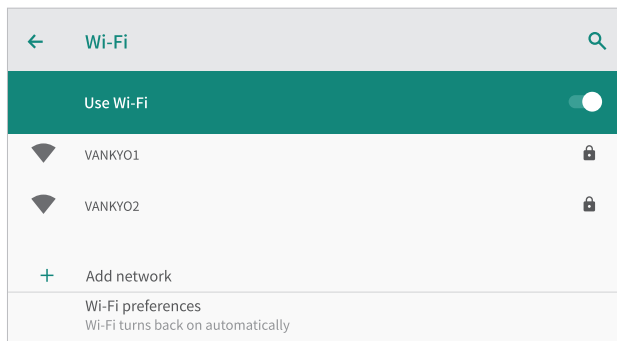 Wi-Fi
Use Wi-Fi
VANKYO1
VANKYO2
Add network
Wi-Fi preferences
Wi-Fi turns back on automatically